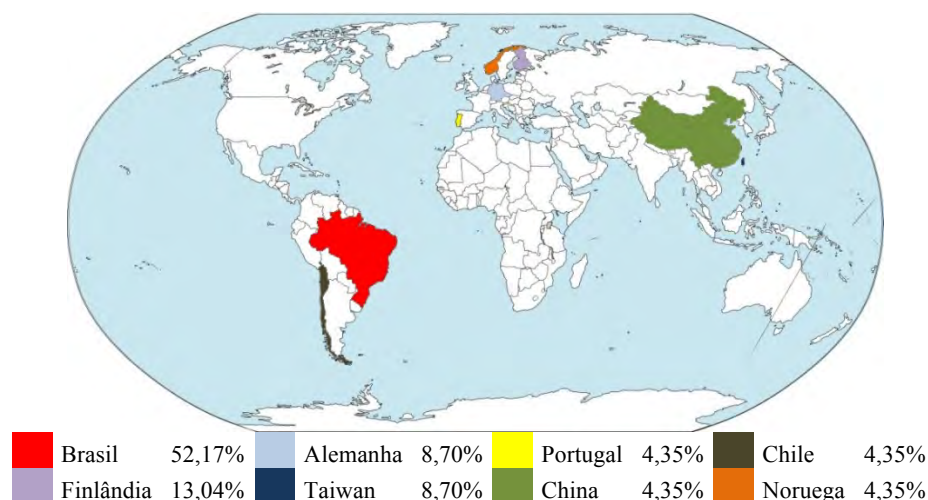 Brasil 52,17% Alemanha 8,70% Portugal 4,35% Chile 4,35%
Finlândia 13,04% Taiwan 8,70% China 4,35% Noruega 4,35%